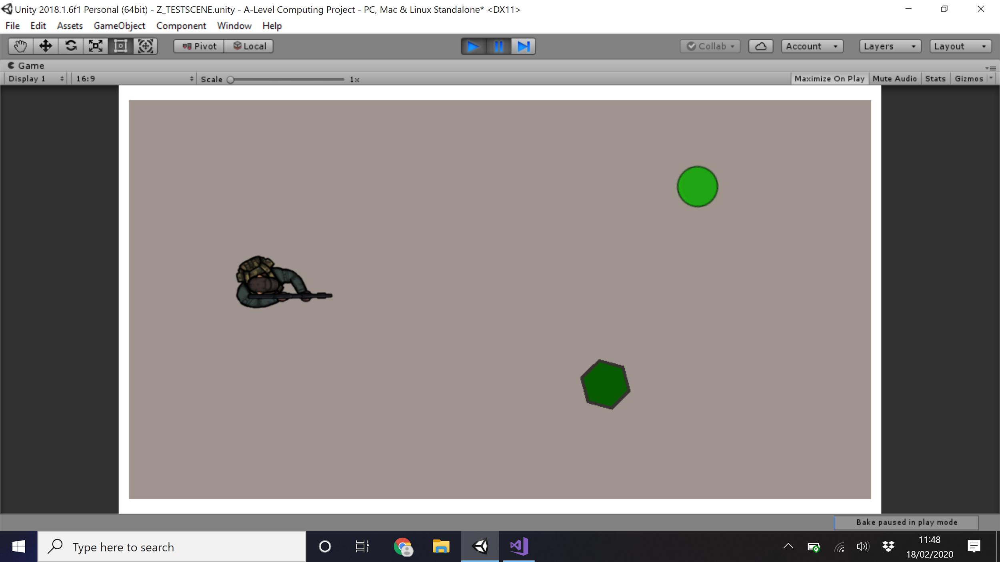 Unity 2018.1.6f1 Personal (64bit) - Z_TESTSCENE.unity - A-Level Computing Project - PC, Mac & Linux Standalone* <DX11>
File Edit Assets GameObject Component Window Help
Pivot Local Collab Account Layers Layout
Game
Display 1 16:9 Scale 1x Maximize On Play Mute Audio Stats Gizmos
Bake paused in play mode
Type here to search
11:48
18/02/2020